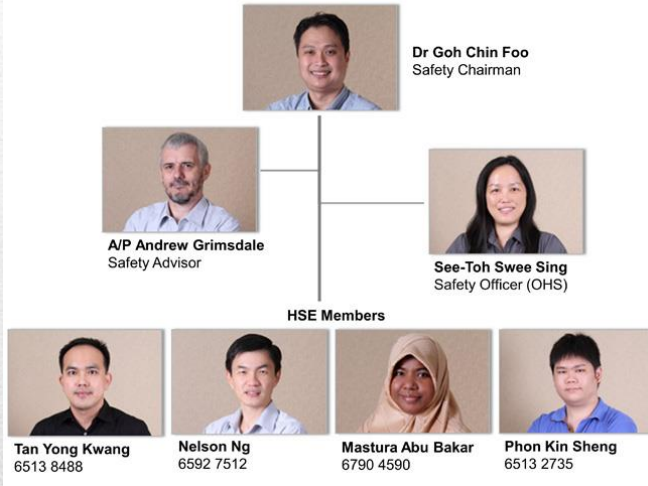 Dr Goh Chin Foo
Safety Chairman
A/P Andrew Grimsdale
Safety Advisor
See-Toh Swee Sing
Safety Officer (OHS)
HSE Members
Tan Yong Kwang
6513 8488
Nelson Ng
6592 7512
Mastura Abu Bakar
6790 4590
Phon Kin Sheng
6513 2735